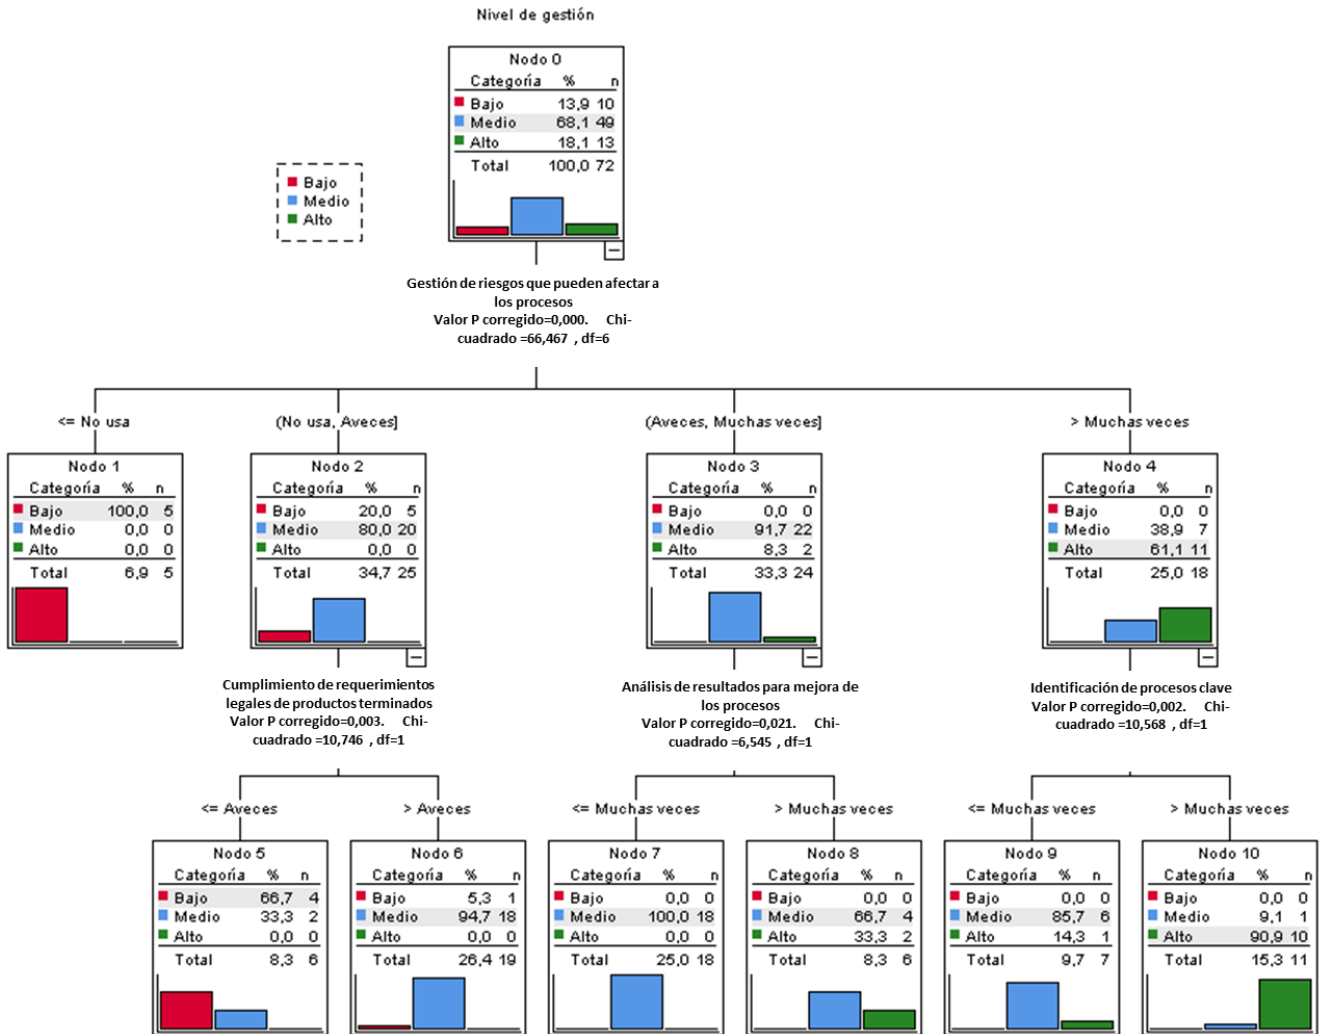 Nivel de gestión
Nodo 0
Categoría % n
Bajo 13,9 10
Medio 68,1 49
Alto 18,1 13
Total 100,0 72
Bajo
Medio
Alto
Gestión de riesgos que pueden afectar a
los procesos
Valor P corregido=0,000. Chi-
cuadrado =66,467 , df=6
<= No usa
(No usa, Aveces]
(Aveces, Muchas veces]
> Muchas veces
Nodo 1
Categoría % n
Bajo 100,0 5
Medio 0,0 0
Alto 0,0 0
Total 6,9 5
Nodo 2
Categoría % n
Bajo 20,0 5
Medio 80,0 20
Alto 0,0 0
Total 34,7 25
Nodo 3
Categoría % n
Bajo 0,0 0
Medio 91,7 22
Alto 8,3 2
Total 33,3 24
Nodo 4
Categoría % n
Bajo 0,0 0
Medio 38,9 7
Alto 61,1 11
Total 25,0 18
Cumplimiento de requerimientos
legales de productos terminados
Valor P corregido=0,003. Chi-
cuadrado =10,746 , df=1
Análisis de resultados para mejora de
los procesos
Valor P corregido=0,021. Chi-
cuadrado =6,545 , df=1
Identificación de procesos clave
Valor P corregido=0,002. Chi-
cuadrado =10,568 , df=1
<= Aveces
> Aveces
<= Muchas veces
> Muchas veces
<= Muchas veces
> Muchas veces
Nodo 5
Categoría % n
Bajo 66,7 4
Medio 33,3 2
Alto 0,0 0
Total 8,3 6
Nodo 6
Categoría % n
Bajo 5,3 1
Medio 94,7 18
Alto 0,0 0
Total 26,4 19
Nodo 7
Categoría % n
Bajo 0,0 0
Medio 100,0 18
Alto 0,0 0
Total 25,0 18
Nodo 8
Categoría % n
Bajo 0,0 0
Medio 66,7 4
Alto 33,3 2
Total 8,3 6
Nodo 9
Categoría % n
Bajo 0,0 0
Medio 85,7 6
Alto 14,3 1
Total 9,7 7
Nodo 10
Categoría % n
Bajo 0,0 0
Medio 9,1 1
Alto 90,9 10
Total 15,3 11